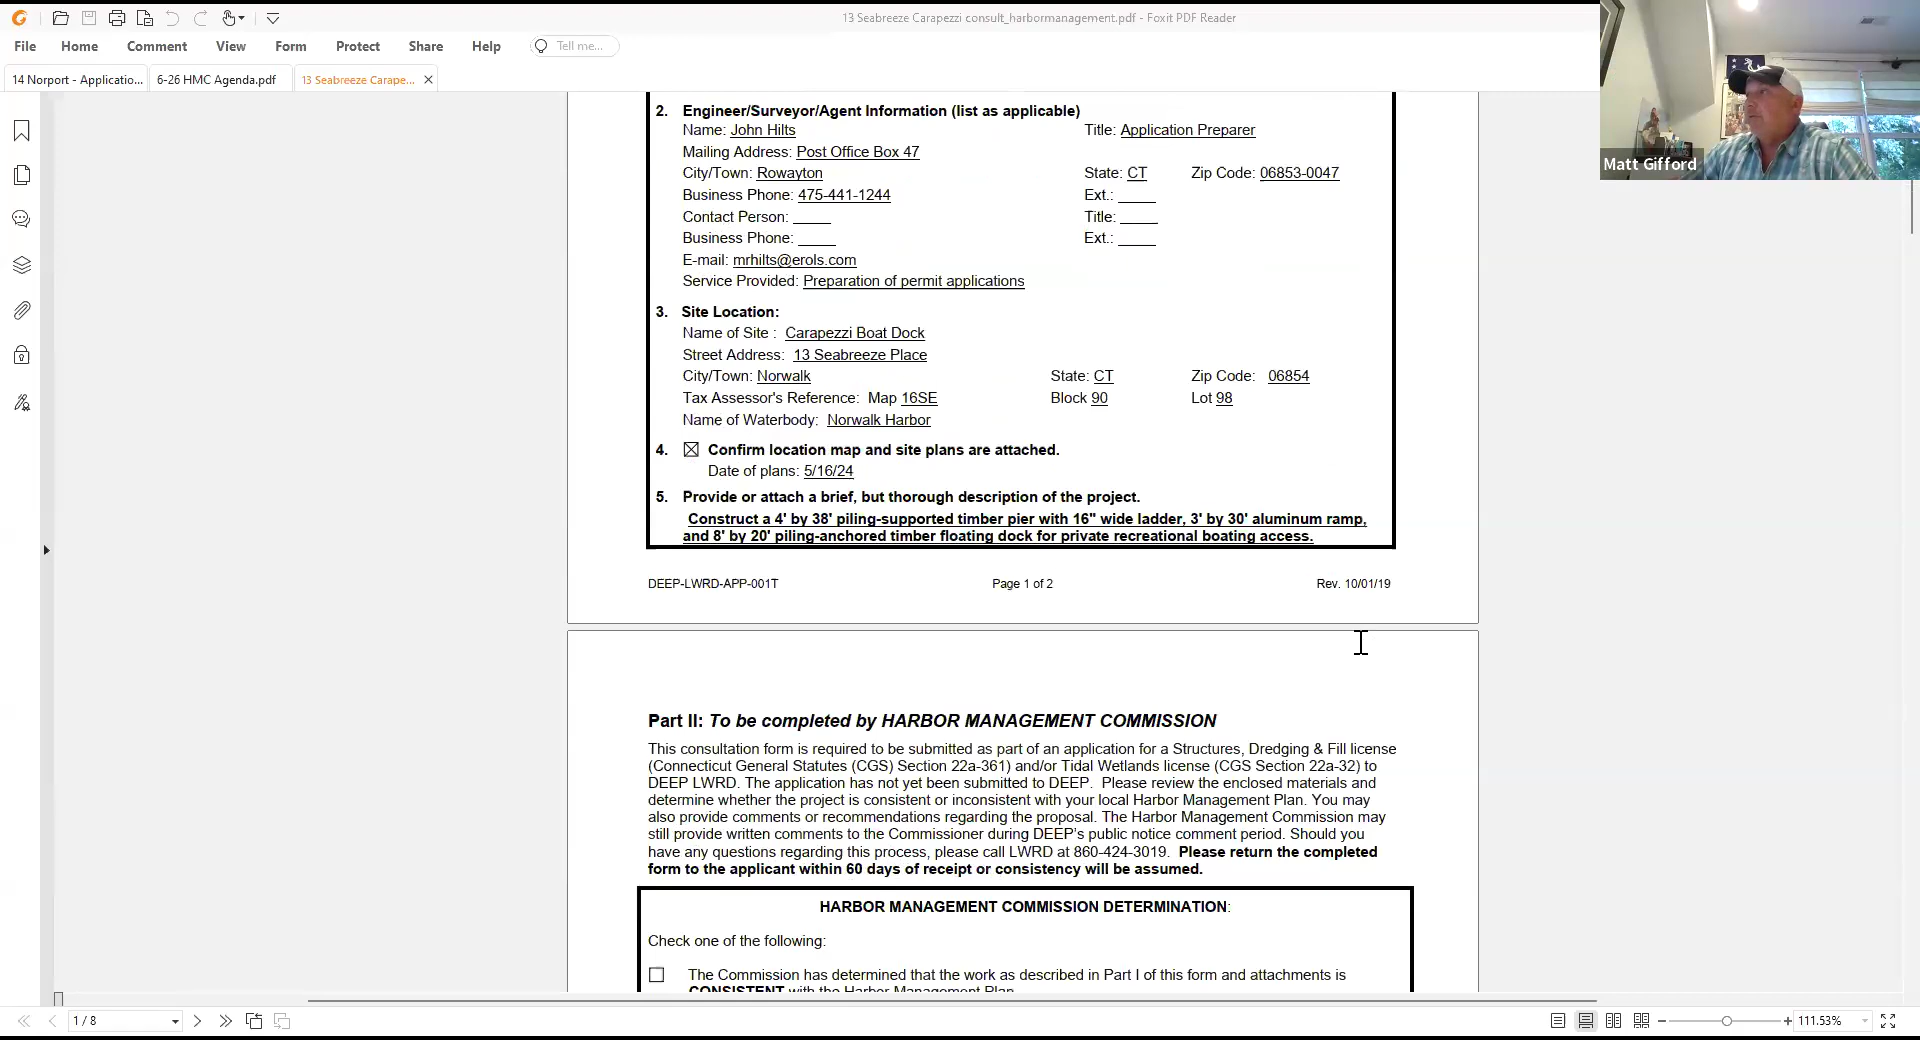 13 Seabreeze Carapezzi consult_harbormanagement.pdf - Foxit PDF Reader
File Home Comment View Form Protect Share Help Tell me...
14 Norport - Applicatio... 6-26 HMC Agenda.pdf 13 Seabreeze Carape...
Matt Gifford
2. Engineer/Surveyor/Agent Information (list as applicable)
Name: John Hilts Title: Application Preparer
Mailing Address: Post Office Box 47
City/Town: Rowayton State: CT Zip Code: 06853-0047
Business Phone: 475-441-1244 Ext.: ____
Contact Person: ____ Title: ____
Business Phone: ____ Ext.: ____
E-mail: mrhilts@erols.com
Service Provided: Preparation of permit applications
3. Site Location:
Name of Site : Carapezzi Boat Dock
Street Address: 13 Seabreeze Place
City/Town: Norwalk State: CT Zip Code: 06854
Tax Assessor's Reference: Map 16SE Block 90 Lot 98
Name of Waterbody: Norwalk Harbor
4. Confirm location map and site plans are attached.
Date of plans: 5/16/24
5. Provide or attach a brief, but thorough description of the project.
Construct a 4' by 38' piling-supported timber pier with 16" wide ladder, 3' by 30' aluminum ramp,
and 8' by 20' piling-anchored timber floating dock for private recreational boating access.
DEEP-LWRD-APP-001T Page 1 of 2 Rev. 10/01/19
Part II: To be completed by HARBOR MANAGEMENT COMMISSION
This consultation form is required to be submitted as part of an application for a Structures, Dredging & Fill license
(Connecticut General Statutes (CGS) Section 22a-361) and/or Tidal Wetlands license (CGS Section 22a-32) to
DEEP LWRD. The application has not yet been submitted to DEEP. Please review the enclosed materials and
determine whether the project is consistent or inconsistent with your local Harbor Management Plan. You may
also provide comments or recommendations regarding the proposal. The Harbor Management Commission may
still provide written comments to the Commissioner during DEEP's public notice comment period. Should you
have any questions regarding this process, please call LWRD at 860-424-3019. Please return the completed
form to the applicant within 60 days of receipt or consistency will be assumed.
HARBOR MANAGEMENT COMMISSION DETERMINATION:
Check one of the following:
The Commission has determined that the work as described in Part I of this form and attachments is
CONSISTENT with the Harbor Management Plan
1 / 8 111.53%